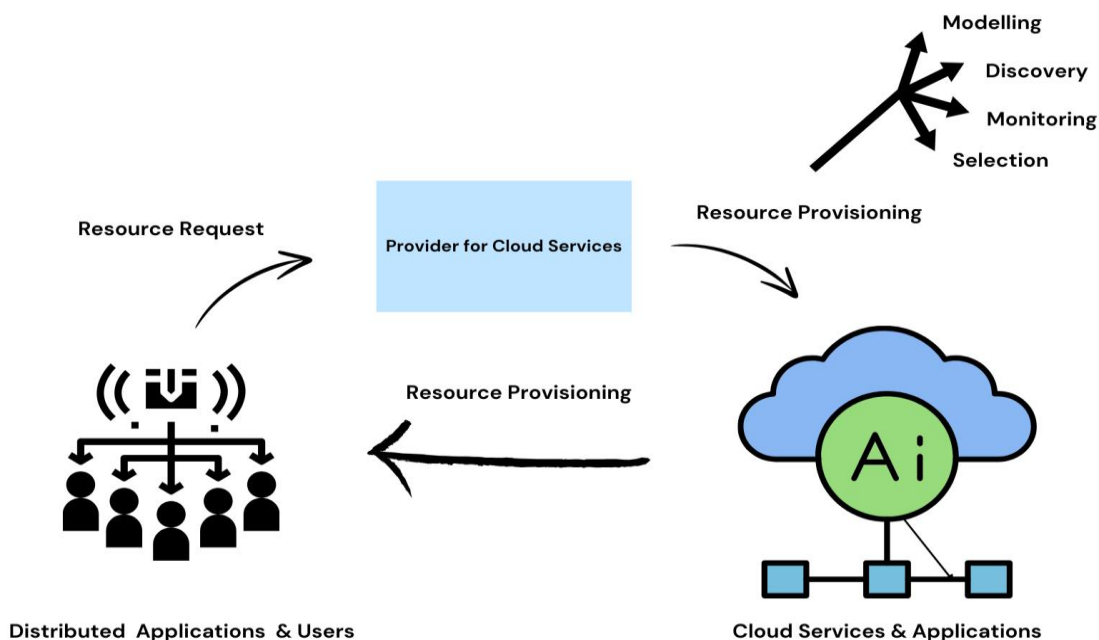 Modelling
Discovery
Monitoring
Selection
Resource Provisioning
Resource Request
Provider for Cloud Services
Resource Provisioning
Ai
Distributed Applications & Users
Cloud Services & Applications